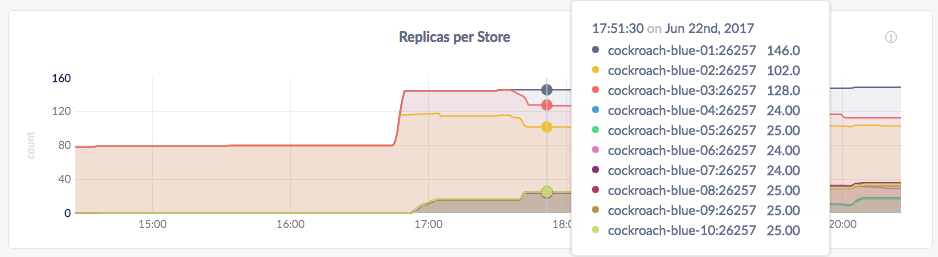 17:51:30 on Jun 22nd, 2017
Replicas per Store
cockroach-blue-01:26257 146.0
cockroach-blue-02:26257 102.0
cockroach-blue-03:26257 128.0
cockroach-blue-04:26257 24.00
cockroach-blue-05:26257 25.00
cockroach-blue-06:26257 24.00
cockroach-blue-07:26257 24.00
cockroach-blue-08:26257 25.00
cockroach-blue-09:26257 25.00
cockroach-blue-10:26257 25.00
count
160
120
80
40
0
15:00 16:00 17:00 18:0 20:00